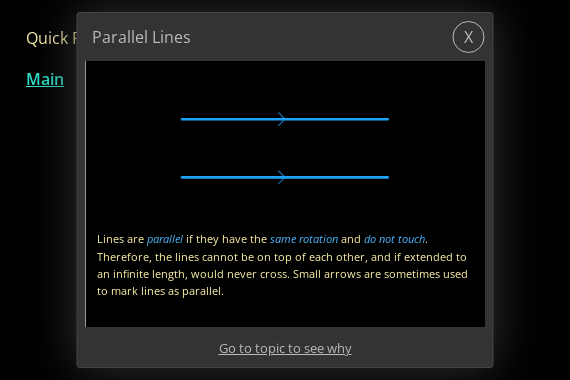 Quick
Parallel Lines
X
Main
Lines are parallel if they have the same rotation and do not touch.
Therefore, the lines cannot be on top of each other, and if extended to
an infinite length, would never cross. Small arrows are sometimes used
to mark lines as parallel.
Go to topic to see why